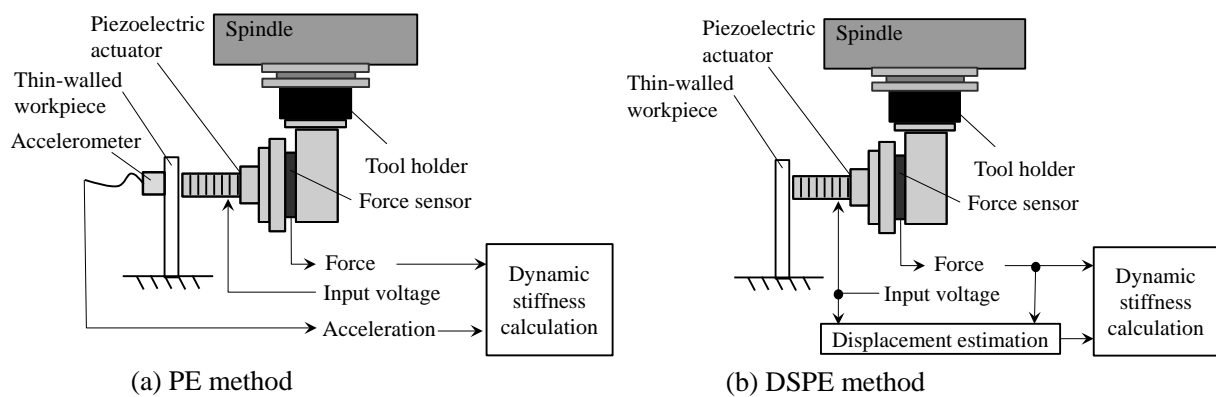 Piezoelectric
actuator
Spindle
Thin-walled
workpiece
Accelerometer
Tool holder
Force sensor
Force
Input voltage
Acceleration
Dynamic
stiffness
calculation
(a) PE method
Piezoelectric
actuator
Spindle
Thin-walled
workpiece
Tool holder
Force sensor
Force
Input voltage
Displacement estimation
Dynamic
stiffness
calculation
(b) DSPE method